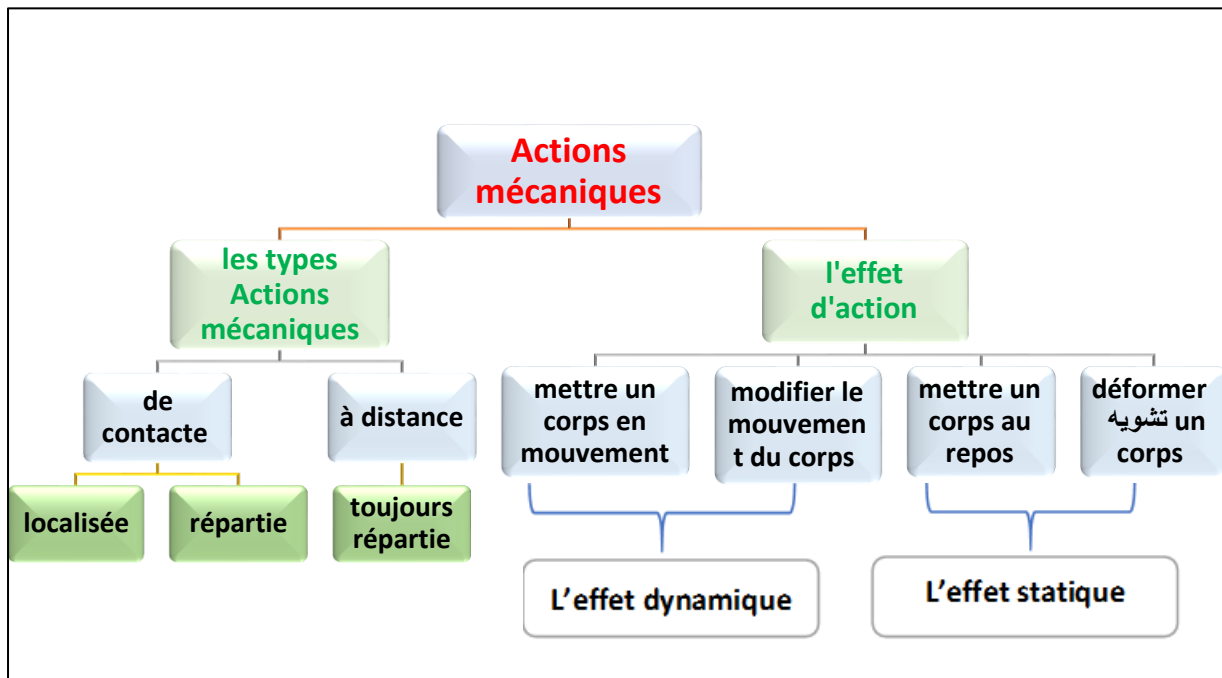 Actions
mécaniques
les types
Actions
mécaniques
l'effet
d'action
de
contacte
à distance
mettre un
corps en
mouvement
modifier le
mouvemen
t du corps
mettre un
corps au
repos
déformer
تشويه un
corps
localisée
répartie
toujours
répartie
L’effet dynamique
L’effet statique